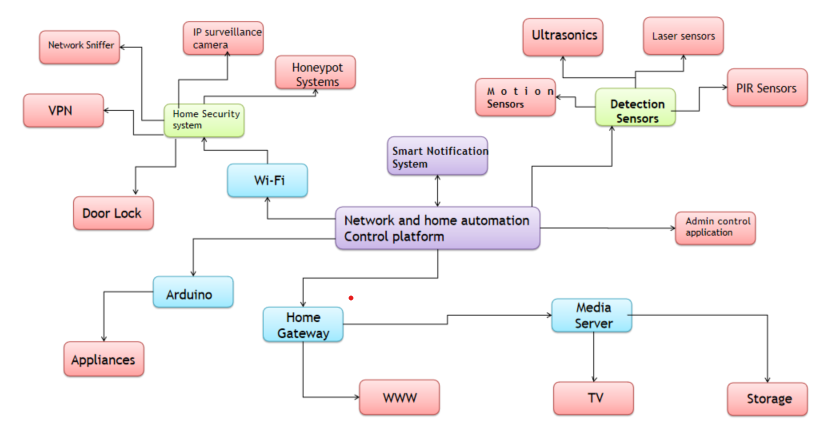 Network Sniffer
IP surveillance
camera
Honeypot
Systems
VPN
Home Security
system
Door Lock
Wi-Fi
Ultrasonics
Laser sensors
Motion
Sensors
Detection
Sensors
PIR Sensors
Smart Notification
System
Network and home automation
Control platform
Admin control
application
Arduino
Appliances
Home
Gateway
Media
Server
WWW
TV
Storage